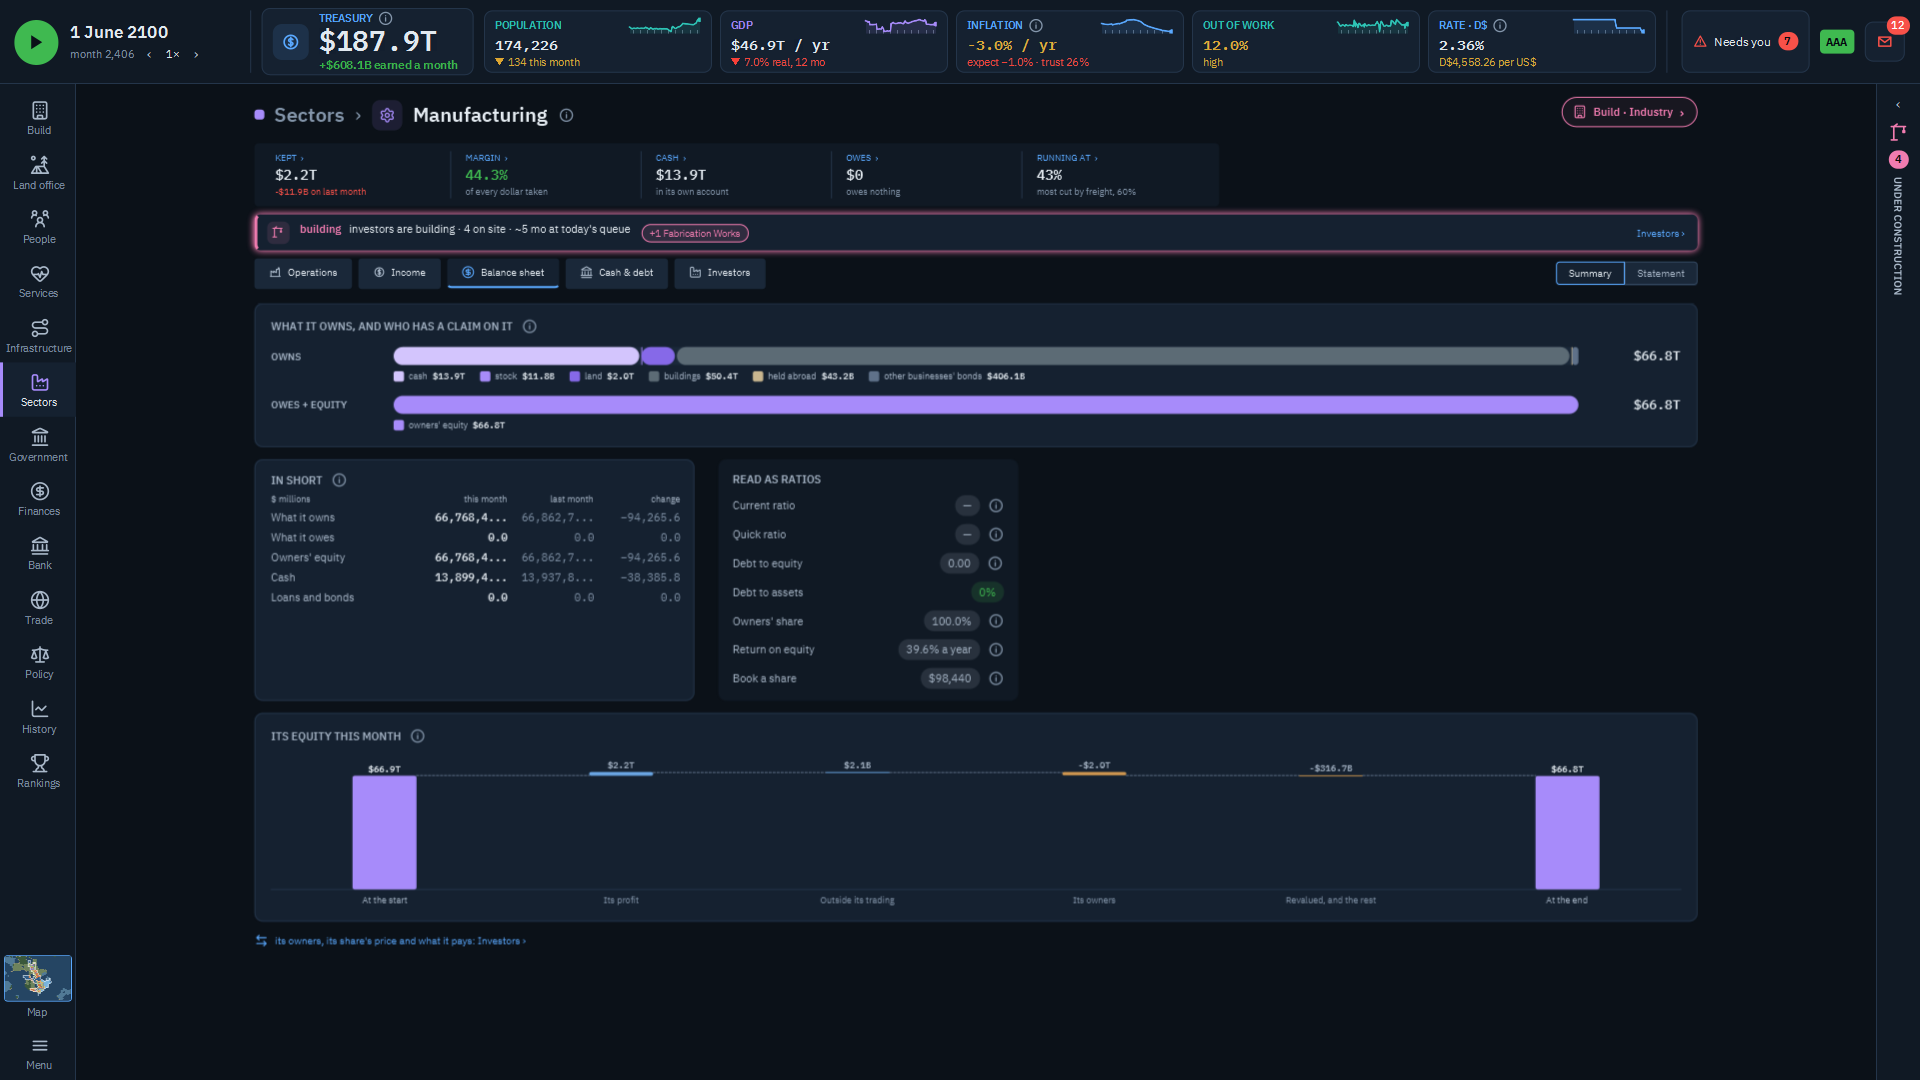 1 June 2100
month 2,406 ‹ 1× ›
TREASURY
$187.9T
+$608.1B earned a month
POPULATION
174,226
134 this month
GDP
$46.9T / yr
7.0% real, 12 mo
INFLATION
-3.0% / yr
expect −1.0% · trust 26%
OUT OF WORK
12.0%
high
RATE · D$
2.36%
D$4,558.26 per US$
Needs you 7
AAA
12
Build
Land office
People
Services
Infrastructure
Sectors
Government
Finances
Bank
Trade
Policy
History
Rankings
Map
Menu
Sectors › Manufacturing
Build · Industry ›
KEPT ›
$2.2T
-$11.9B on last month
MARGIN ›
44.3%
of every dollar taken
CASH ›
$13.9T
in its own account
OWES ›
$0
owes nothing
RUNNING AT ›
43%
most cut by freight, 60%
building investors are building · 4 on site · ~5 mo at today's queue +1 Fabrication Works
Investors ›
Operations
Income
Balance sheet
Cash & debt
Investors
Summary
Statement
WHAT IT OWNS, AND WHO HAS A CLAIM ON IT
OWNS
$66.8T
cash $13.9T stock $11.8B land $2.0T buildings $50.4T held abroad $43.2B other businesses' bonds $406.1B
OWES + EQUITY
$66.8T
owners' equity $66.8T
IN SHORT
$ millions this month last month change
What it owns 66,768,4... 66,862,7... −94,265.6
What it owes 0.0 0.0 0.0
Owners' equity 66,768,4... 66,862,7... −94,265.6
Cash 13,899,4... 13,937,8... −38,385.8
Loans and bonds 0.0 0.0 0.0
READ AS RATIOS
Current ratio —
Quick ratio —
Debt to equity 0.00
Debt to assets 0%
Owners' share 100.0%
Return on equity 39.6% a year
Book a share $98,440
ITS EQUITY THIS MONTH
$66.9T $2.2T $2.1B -$2.0T -$316.7B $66.8T
At the start Its profit Outside its trading Its owners Revalued, and the rest At the end
its owners, its share's price and what it pays: Investors ›
‹
4
UNDER CONSTRUCTION